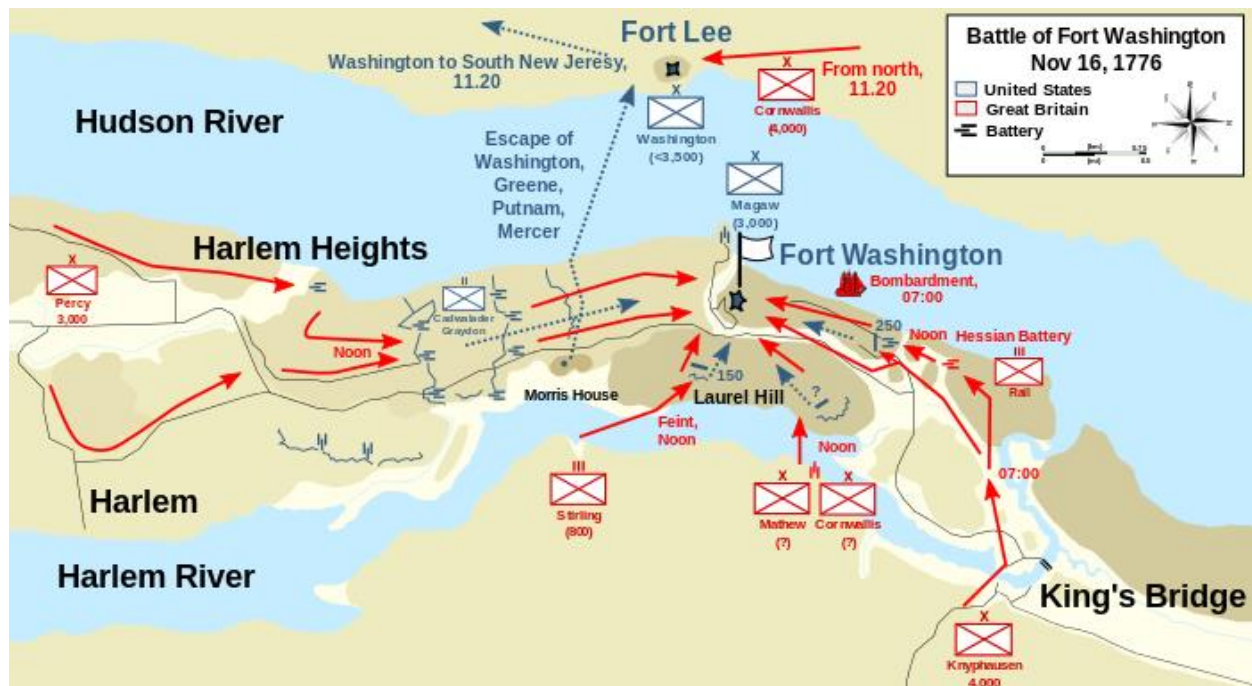 Battle of Fort Washington
Nov 16, 1776
United States
Great Britain
Battery
Fort Lee
Washington to South New Jeresy,
11.20
From north,
11.20
X
Cornwallis
(4,000)
X
Washington
(<3,500)
Hudson River
Escape of
Washington,
Greene,
Putnam,
Mercer
X
Magaw
(3,000)
Harlem Heights
Fort Washington
Bombardment,
07:00
X
Percy
3,000
II
Cadwalader
Graydon
Noon
250
Noon
Hessian Battery
III
Rall
Morris House
150
Laurel Hill
?
Feint,
Noon
Noon
07:00
Harlem
III
Stirling
(800)
X
Mathew
(?)
X
Cornwallis
(?)
Harlem River
King's Bridge
X
Knyphausen
4,000